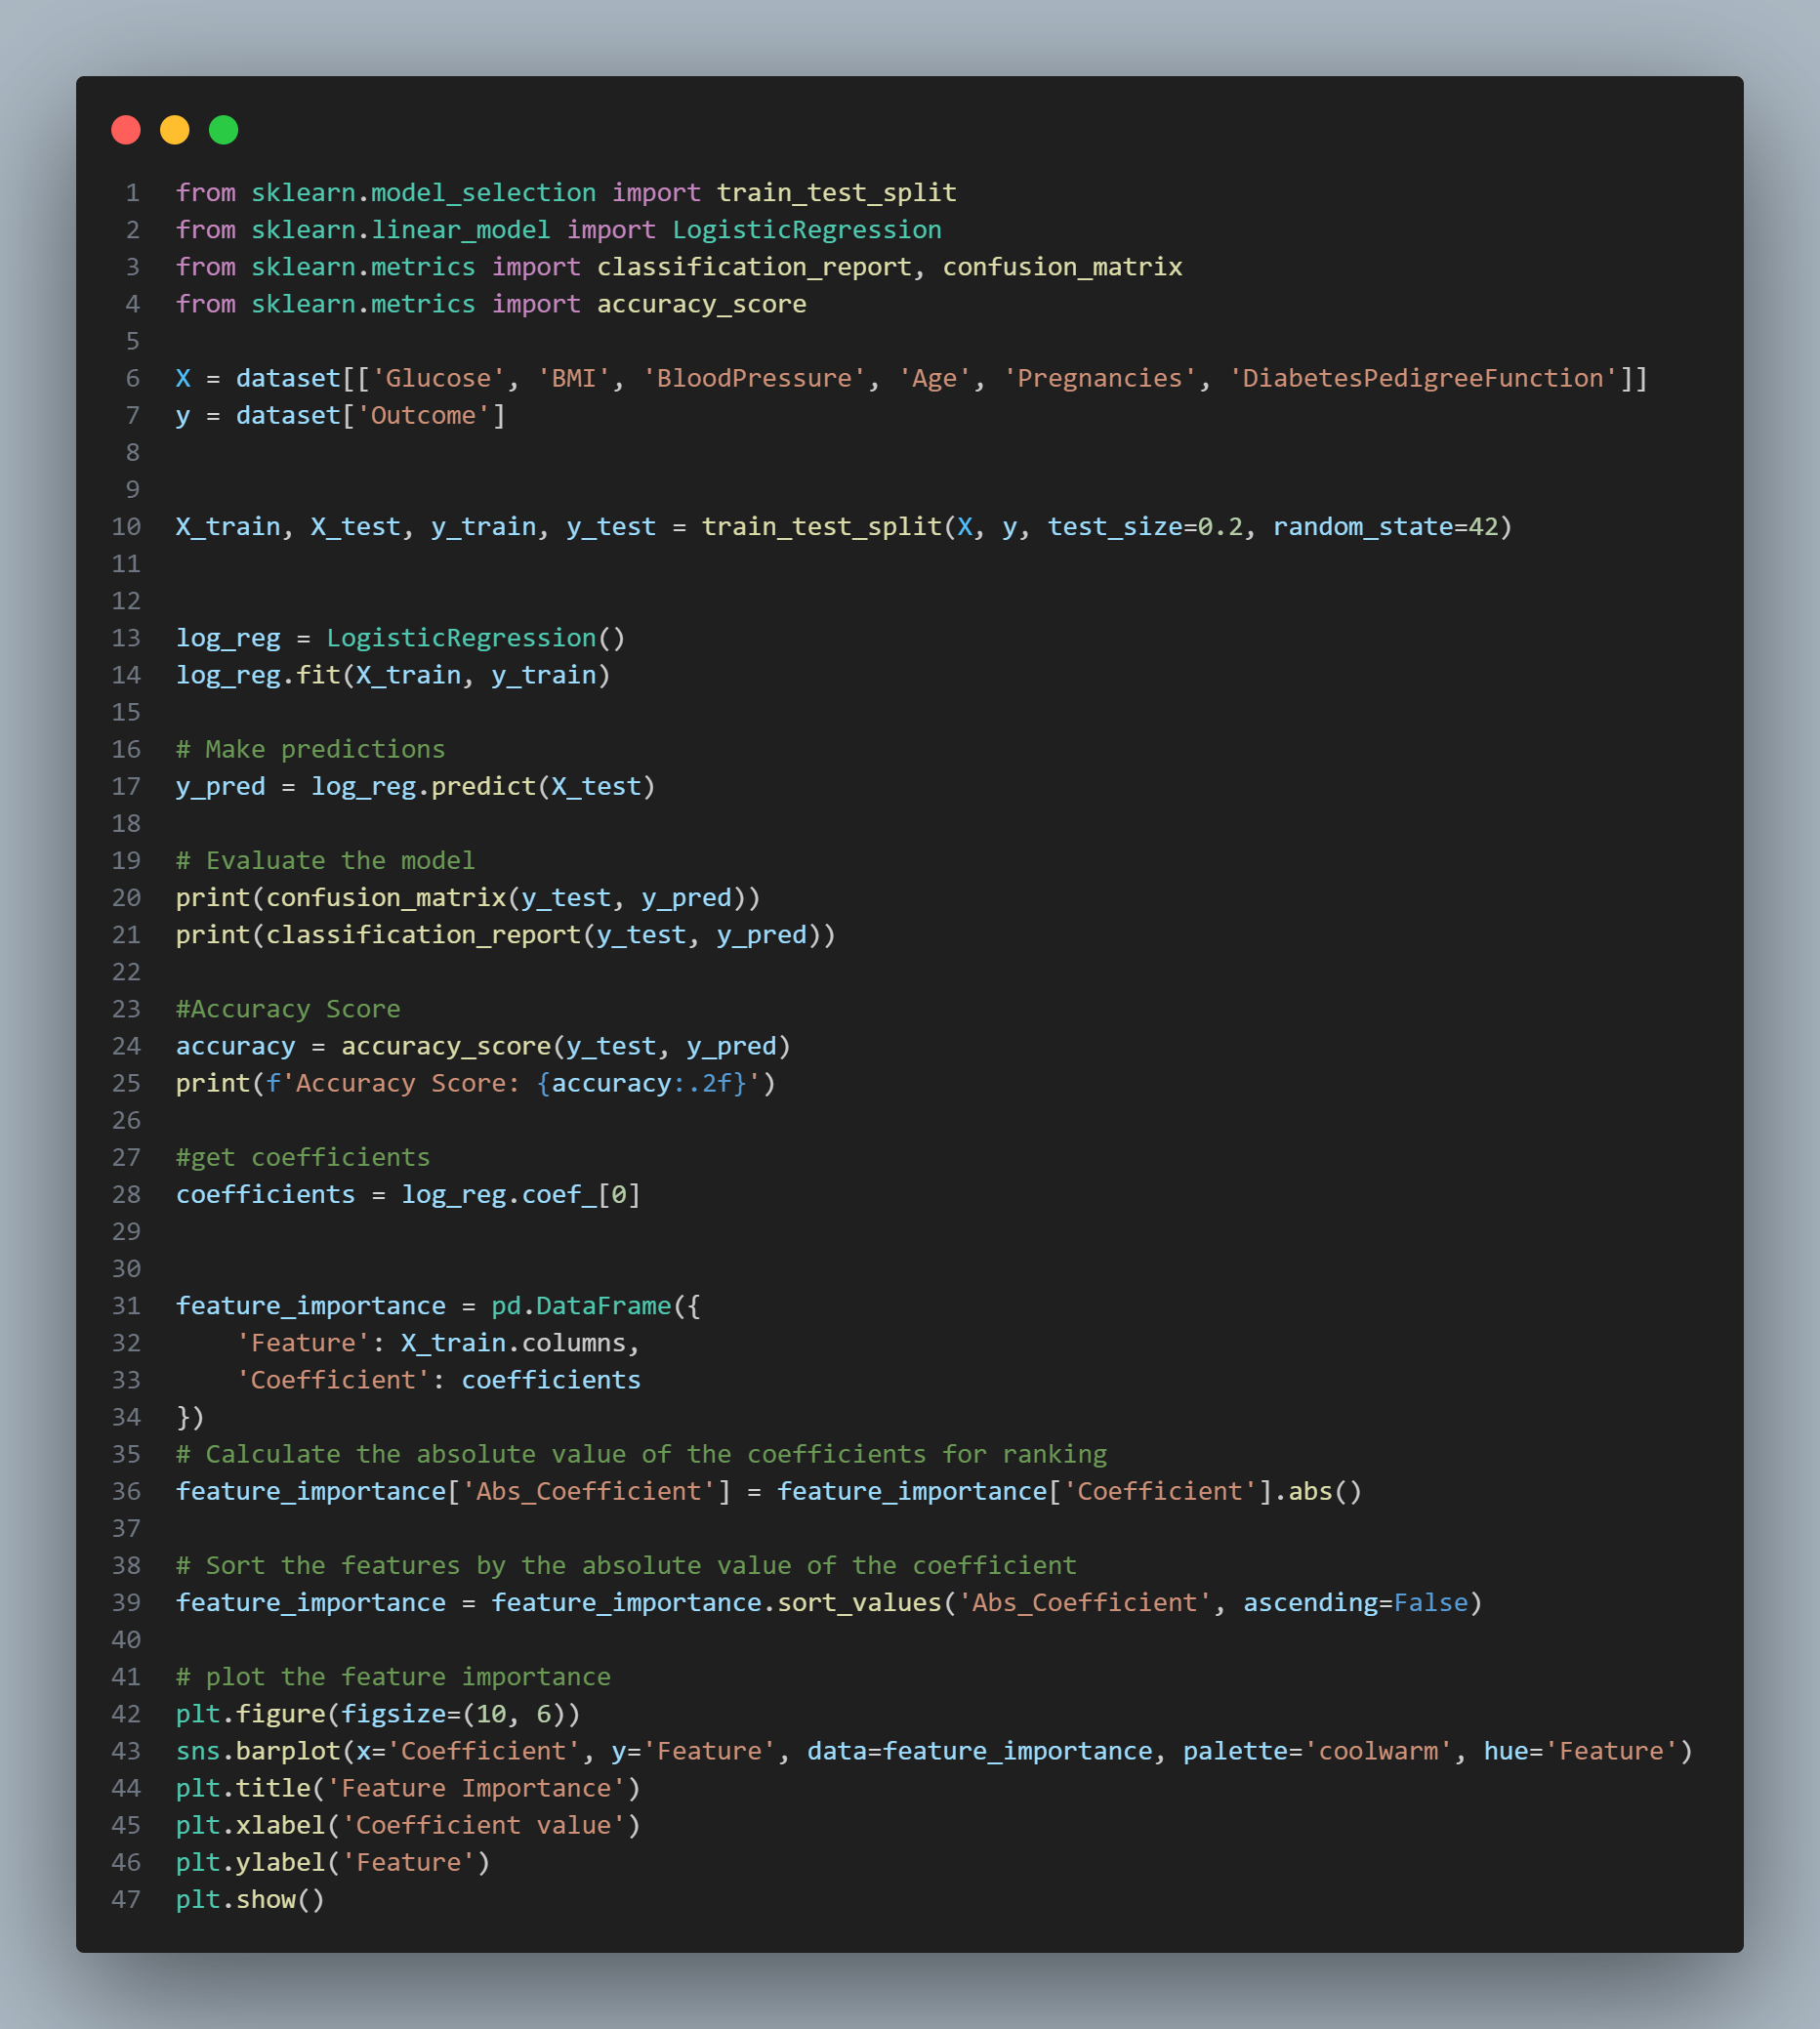 1 from sklearn.model_selection import train_test_split
2 from sklearn.linear_model import LogisticRegression
3 from sklearn.metrics import classification_report, confusion_matrix
4 from sklearn.metrics import accuracy_score
5
6 X = dataset[['Glucose', 'BMI', 'BloodPressure', 'Age', 'Pregnancies', 'DiabetesPedigreeFunction']]
7 y = dataset['Outcome']
8
9
10 X_train, X_test, y_train, y_test = train_test_split(X, y, test_size=0.2, random_state=42)
11
12
13 log_reg = LogisticRegression()
14 log_reg.fit(X_train, y_train)
15
16 # Make predictions
17 y_pred = log_reg.predict(X_test)
18
19 # Evaluate the model
20 print(confusion_matrix(y_test, y_pred))
21 print(classification_report(y_test, y_pred))
22
23 #Accuracy Score
24 accuracy = accuracy_score(y_test, y_pred)
25 print(f'Accuracy Score: {accuracy:.2f}')
26
27 #get coefficients
28 coefficients = log_reg.coef_[0]
29
30
31 feature_importance = pd.DataFrame({
32     'Feature': X_train.columns,
33     'Coefficient': coefficients
34 })
35 # Calculate the absolute value of the coefficients for ranking
36 feature_importance['Abs_Coefficient'] = feature_importance['Coefficient'].abs()
37
38 # Sort the features by the absolute value of the coefficient
39 feature_importance = feature_importance.sort_values('Abs_Coefficient', ascending=False)
40
41 # plot the feature importance
42 plt.figure(figsize=(10, 6))
43 sns.barplot(x='Coefficient', y='Feature', data=feature_importance, palette='coolwarm', hue='Feature')
44 plt.title('Feature Importance')
45 plt.xlabel('Coefficient value')
46 plt.ylabel('Feature')
47 plt.show()